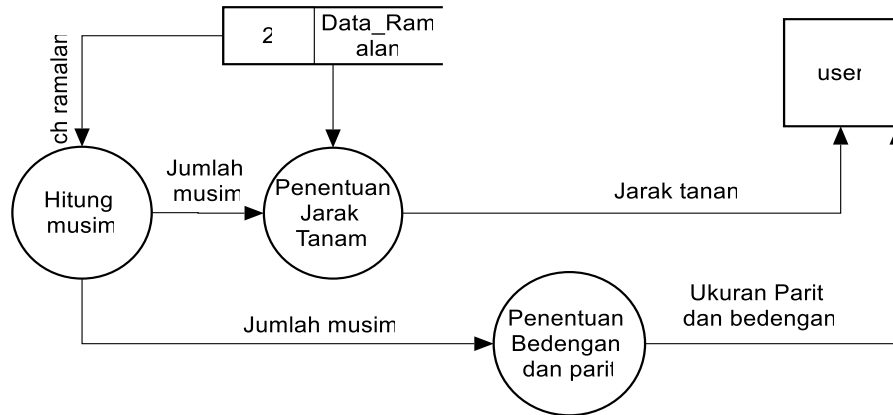 2
Data_Ram
alan
user
ch ramalan
Jumlah
musim
Hitung
musim
Penentuan
Jarak
Tanam
Jarak tanan
Jumlah musim
Penentuan
Bedengan
dan parit
Ukuran Parit
dan bedengan